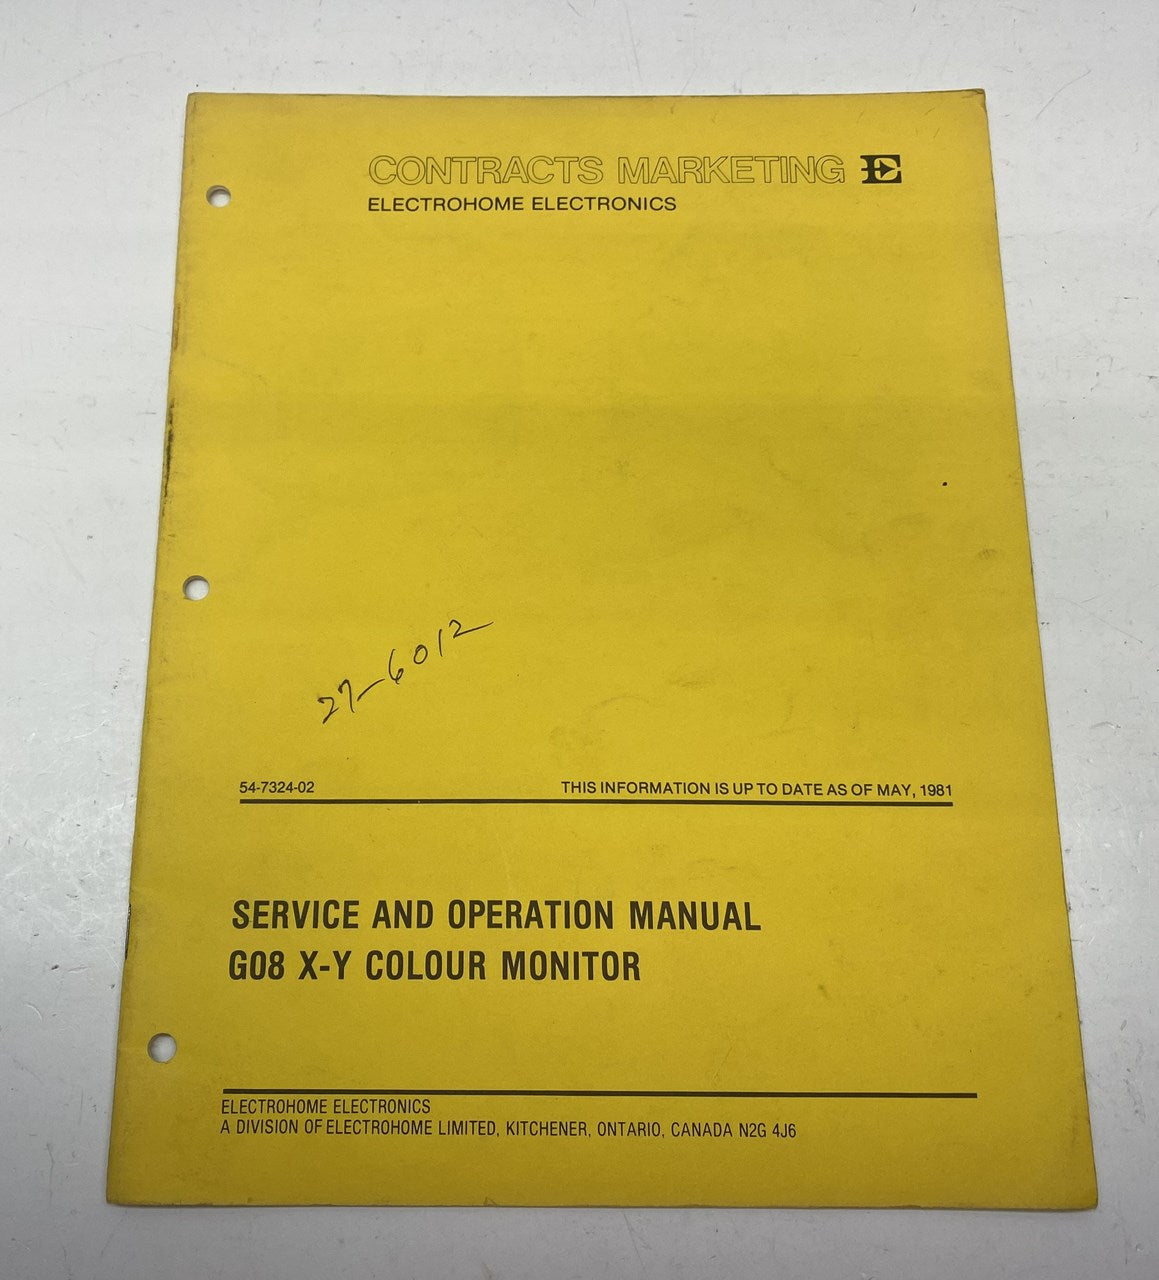 CONTRACTS MARKETING E
ELECTROHOME ELECTRONICS
27-6012
54-7324-02 THIS INFORMATION IS UP TO DATE AS OF MAY, 1981
SERVICE AND OPERATION MANUAL
G08 X-Y COLOUR MONITOR
ELECTROHOME ELECTRONICS
A DIVISION OF ELECTROHOME LIMITED, KITCHENER, ONTARIO, CANADA N2G 4J6